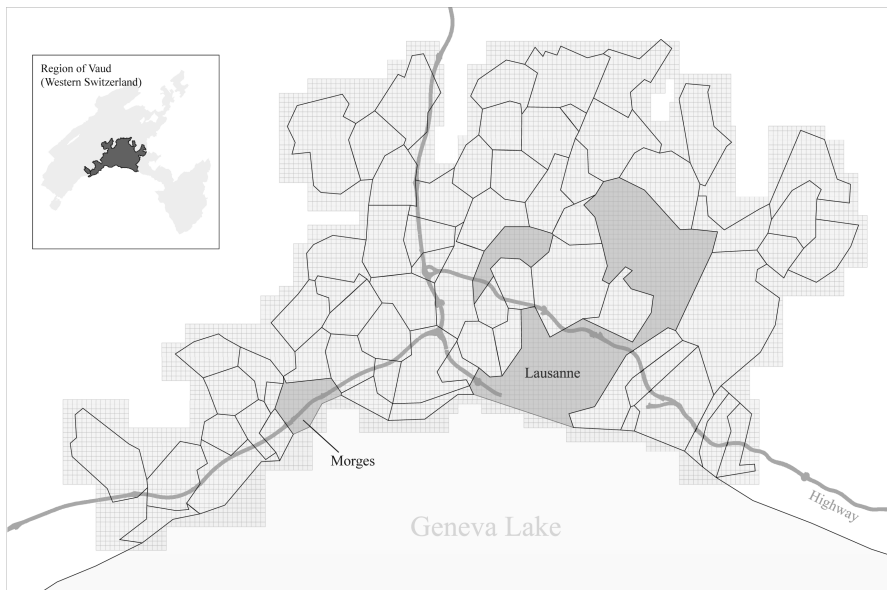 Region of Vaud
(Western Switzerland)
Lausanne
Morges
Highway
Geneva Lake